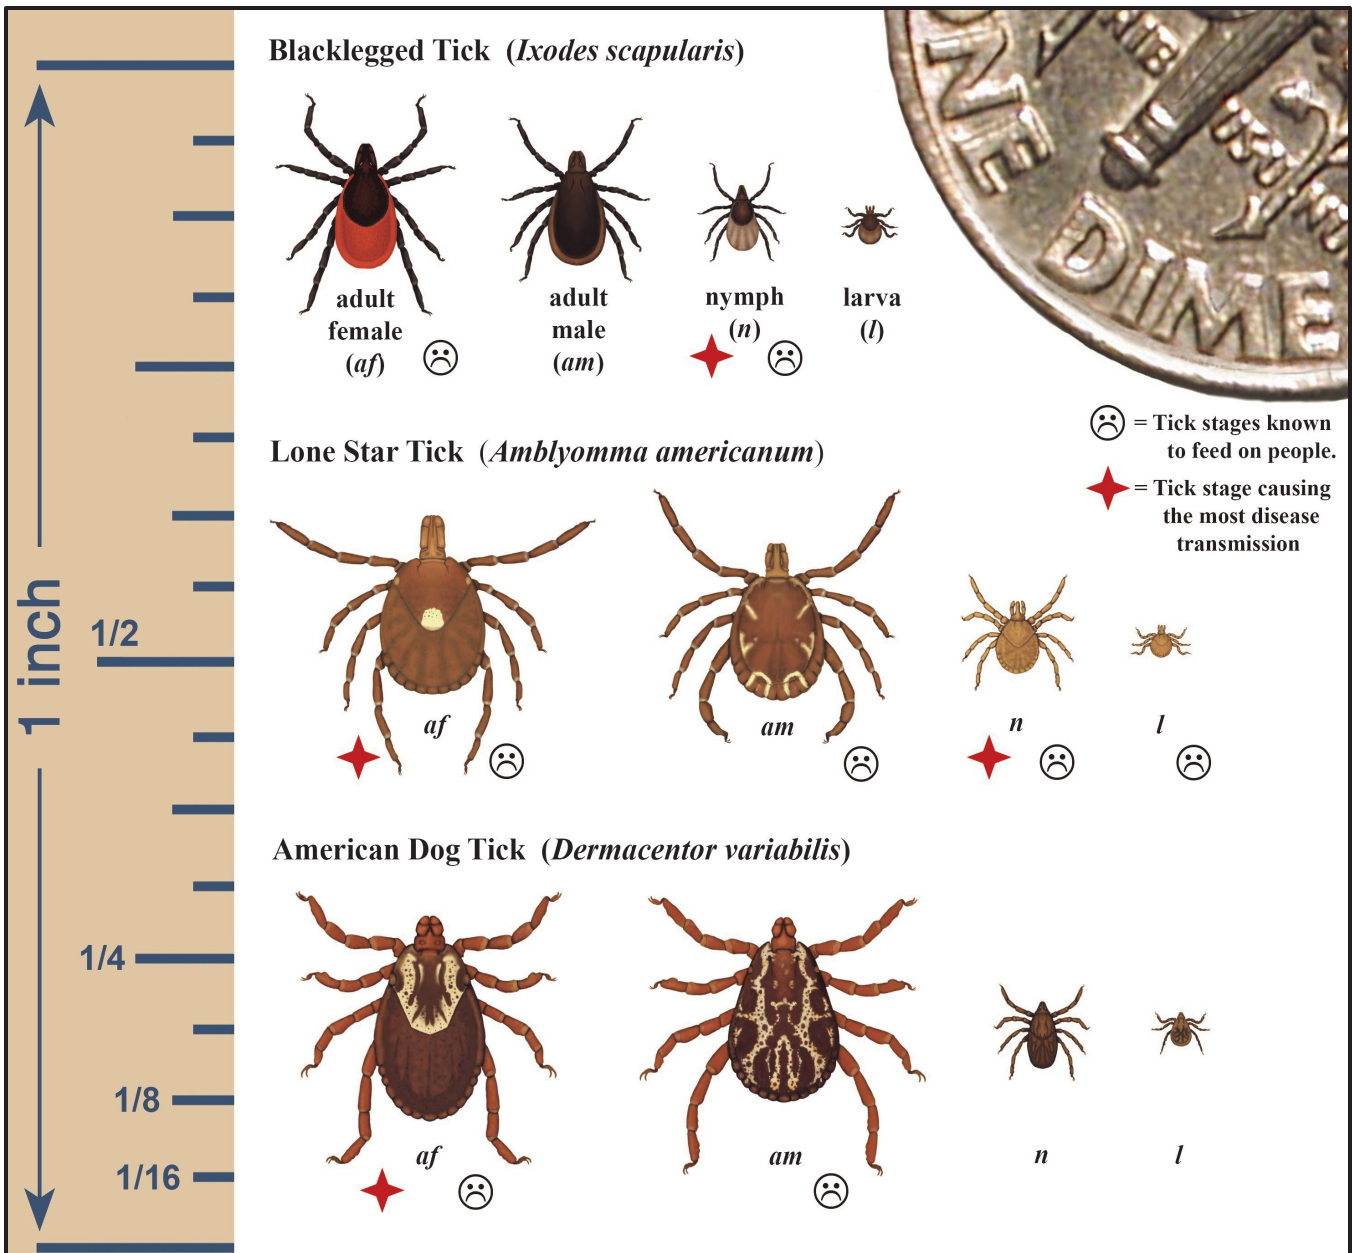 Blacklegged Tick (Ixodes scapularis)
adult
female
(af)
adult
male
(am)
nymph
(n)
larva
(l)
ONE DIME
= Tick stages known
to feed on people.
= Tick stage causing
the most disease
transmission
Lone Star Tick (Amblyomma americanum)
af
am
n
l
American Dog Tick (Dermacentor variabilis)
af
am
n
l
1 inch
1/2
1/4
1/8
1/16